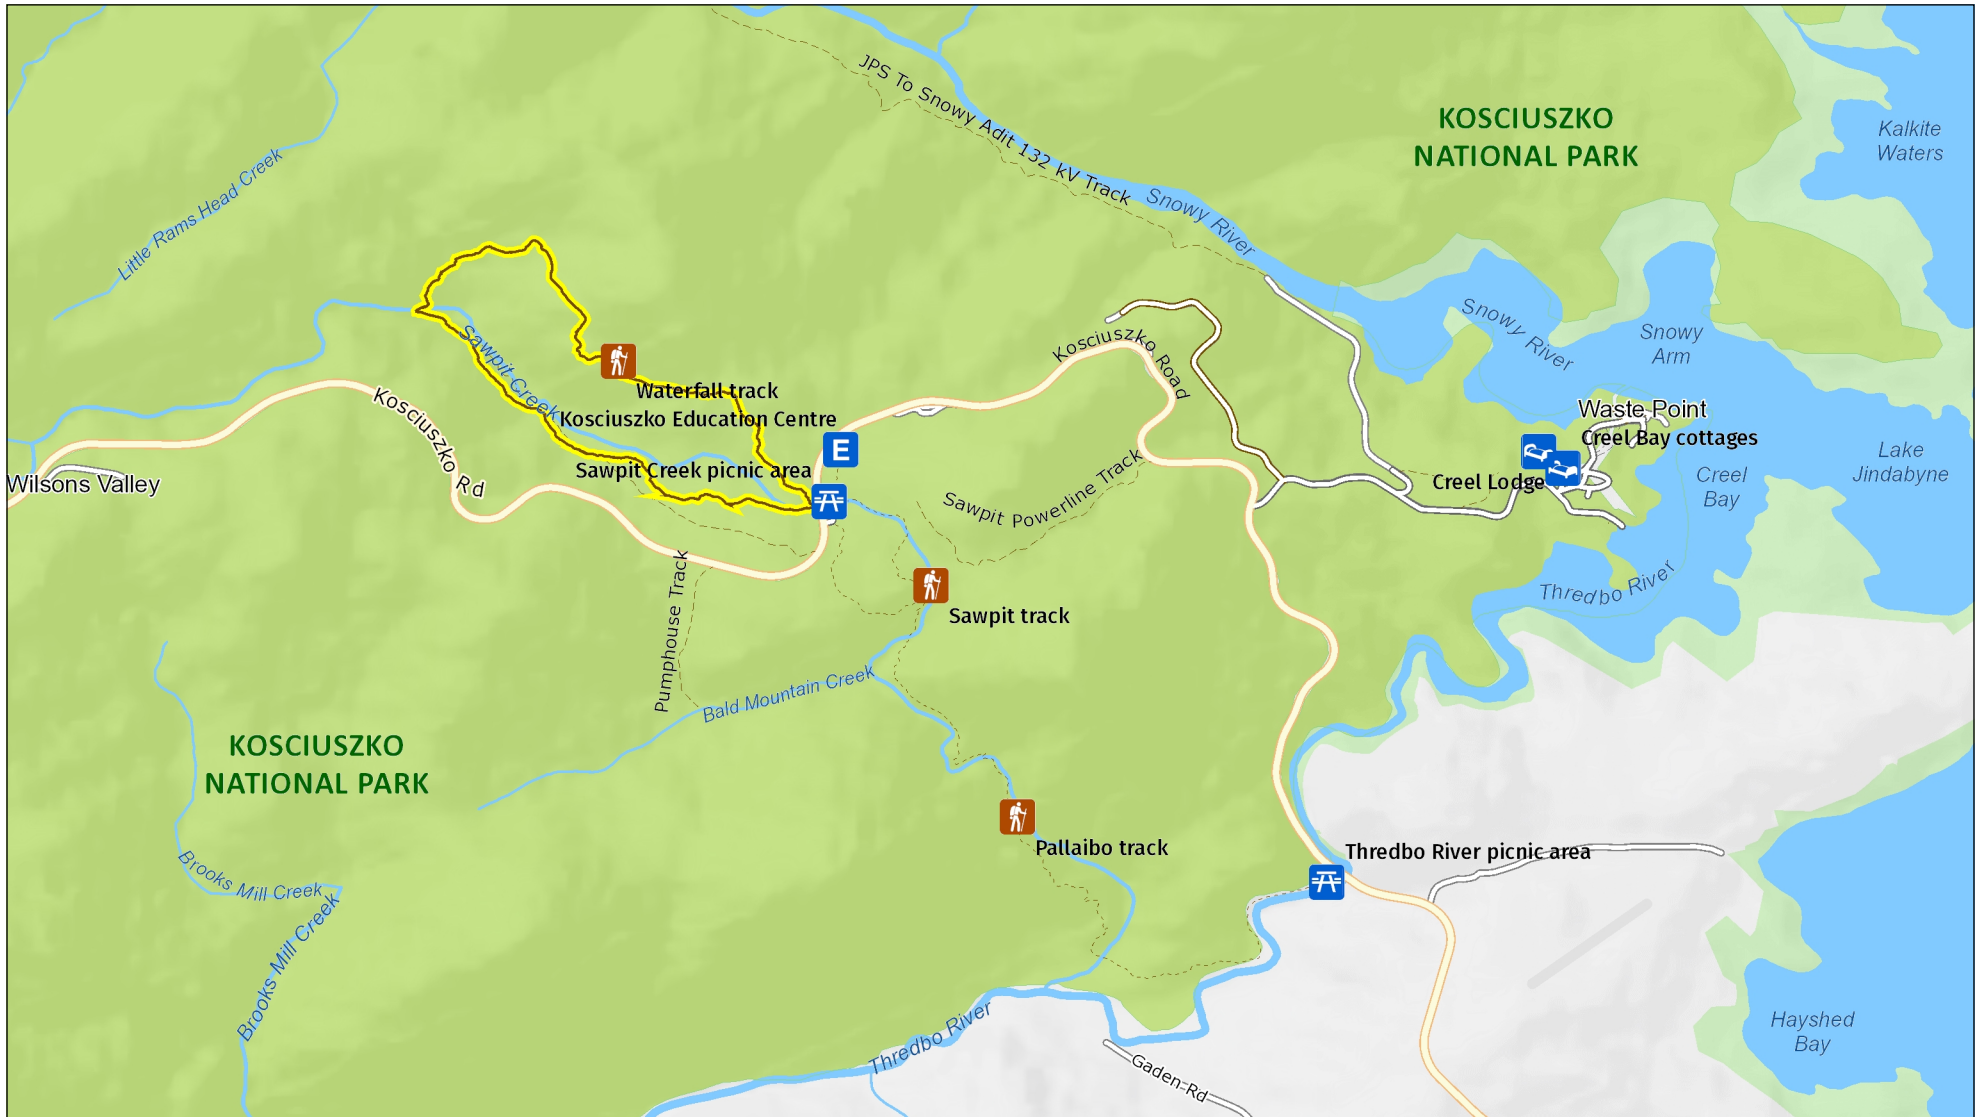 JPS To Snowy Adit 132 kV Track
KOSCIUSZKO
NATIONAL PARK
Kalkite
Waters
Little Rams Head Creek
Snowy River
Snowy River
Snowy
Arm
Sawpit Creek
Kosciuszko Road
Waterfall track
Kosciuszko Education Centre
E
Kosciuszko Rd
Waste Point
Creel Bay cottages
Lake
Jindabyne
Wilsons Valley
Sawpit Creek picnic area
Sawpit Powerline Track
Creel Lodge
Creel
Bay
Thredbo River
Pumphouse Track
Sawpit track
Bald Mountain Creek
KOSCIUSZKO
NATIONAL PARK
Pallaibo track
Thredbo River picnic area
Brooks Mill Creek
Brooks Mill Creek
Thredbo River
Hayshed
Bay
Gaden Rd